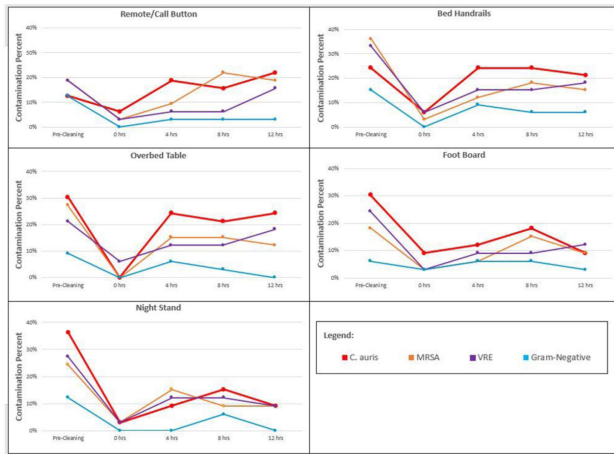 Remote/Call Button
Contamination Percent
40%
30%
20%
10%
0%
Pre-Cleaning 0 hrs 4 hrs 8 hrs 12 hrs
Bed Handrails
Contamination Percent
40%
30%
20%
10%
0%
Pre-Cleaning 0 hrs 4 hrs 8 hrs 12 hrs
Overbed Table
Contamination Percent
40%
30%
20%
10%
0%
Pre-Cleaning 0 hrs 4 hrs 8 hrs 12 hrs
Foot Board
Contamination Percent
40%
30%
20%
10%
0%
Pre-Cleaning 0 hrs 4 hrs 8 hrs 12 hrs
Night Stand
Contamination Percent
40%
30%
20%
10%
0%
Pre-Cleaning 0 hrs 4 hrs 8 hrs 12 hrs
Legend:
C. auris MRSA VRE Gram-Negative